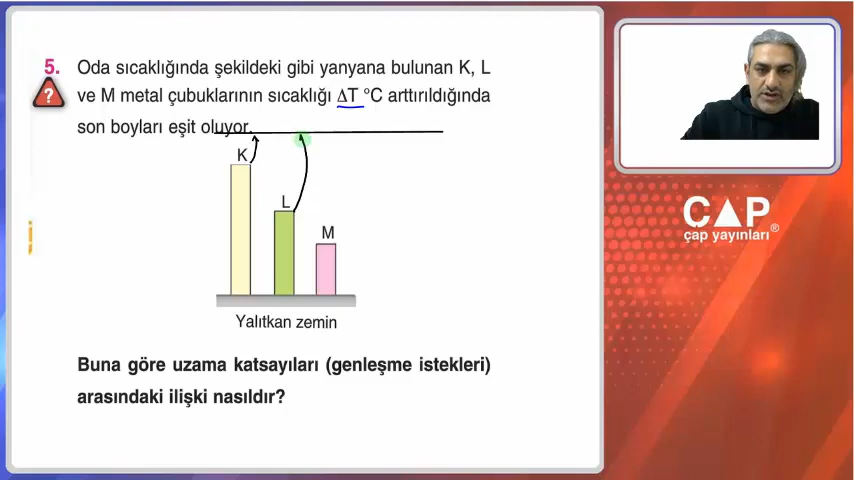 5. Oda sıcaklığında şekildeki gibi yanyana bulunan K, L
ve M metal çubuklarının sıcaklığı ΔT °C arttırıldığında
son boyları eşit oluyor.
?
K
L
M
Yalıtkan zemin
Buna göre uzama katsayıları (genleşme istekleri)
arasındaki ilişki nasıldır?
ÇAP
çap yayınları®